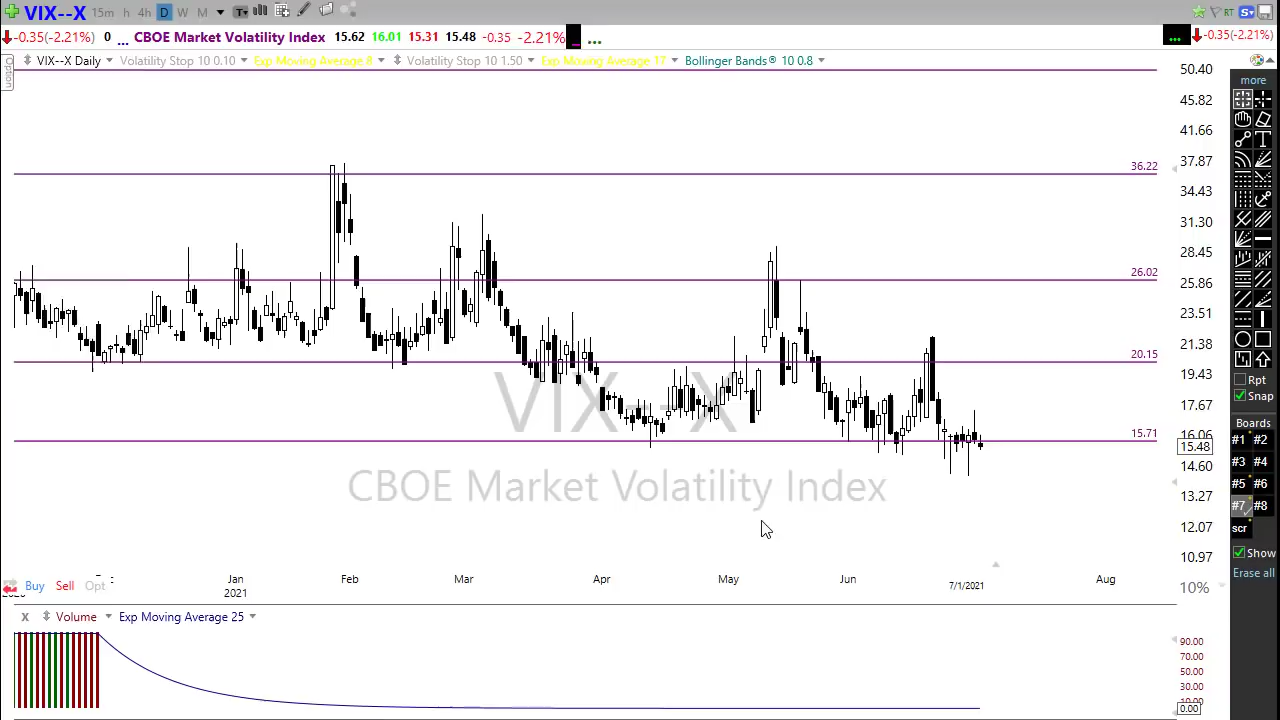 VIX--X 15m h 4h D W M T RT S
-0.35(-2.21%) 0 ... CBOE Market Volatility Index 15.62 16.01 15.31 15.48 -0.35 -2.21% ... ... -0.35(-2.21%)
Option
VIX--X Daily Volatility Stop 10 0.10 Exp Moving Average 8 Volatility Stop 10 1.50 Exp Moving Average 17 Bollinger Bands® 10 0.8
50.40
45.82
41.66
37.87
34.43
31.30
28.45
25.86
23.51
21.38
19.43
17.67
16.06
15.48
14.60
13.27
12.07
10.97
10%
36.22
26.02
20.15
15.71
VIX--X
CBOE Market Volatility Index
Jan Feb Mar Apr May Jun 7/1/2021 Aug
2021
Buy Sell Opt
x Volume Exp Moving Average 25
90.00
70.00
50.00
30.00
10.00
0.00
more
T
Rpt
Snap
Boards
#1 #2
#3 #4
#5 #6
#7 #8
scr
Show
Erase all